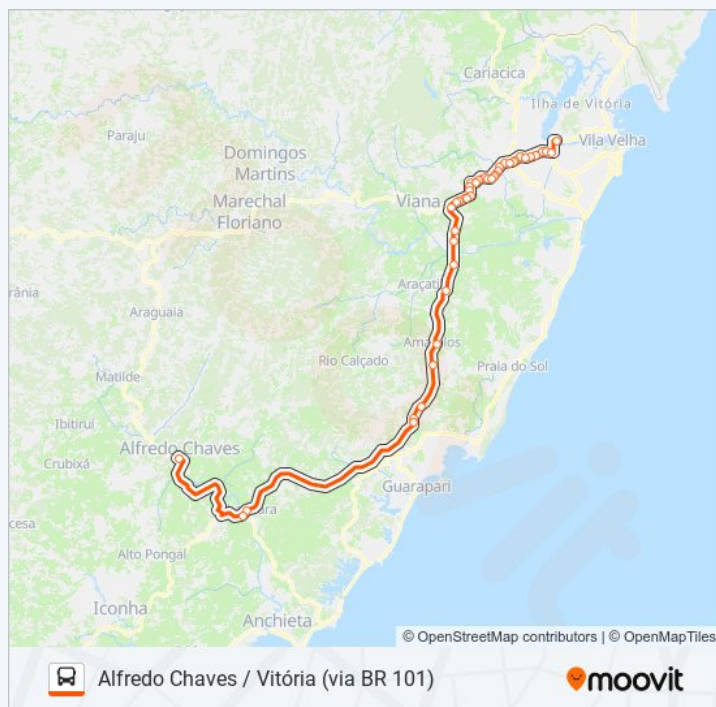 Cariacica
Ilha de Vitória
Paraju
Vila Velha
Domingos
Martins
Marechal
Floriano
Viana
rânia
Araçati
Araguaia
Rio Calçado
Praia do Sol
Matilde
Ibitiruí
Alfredo Chaves
Crubixá
Guarapari
cesa
Alto Pongal
Iconha
Anchieta
© OpenStreetMap contributors | © OpenMapTiles
Alfredo Chaves / Vitória (via BR 101)
moovit